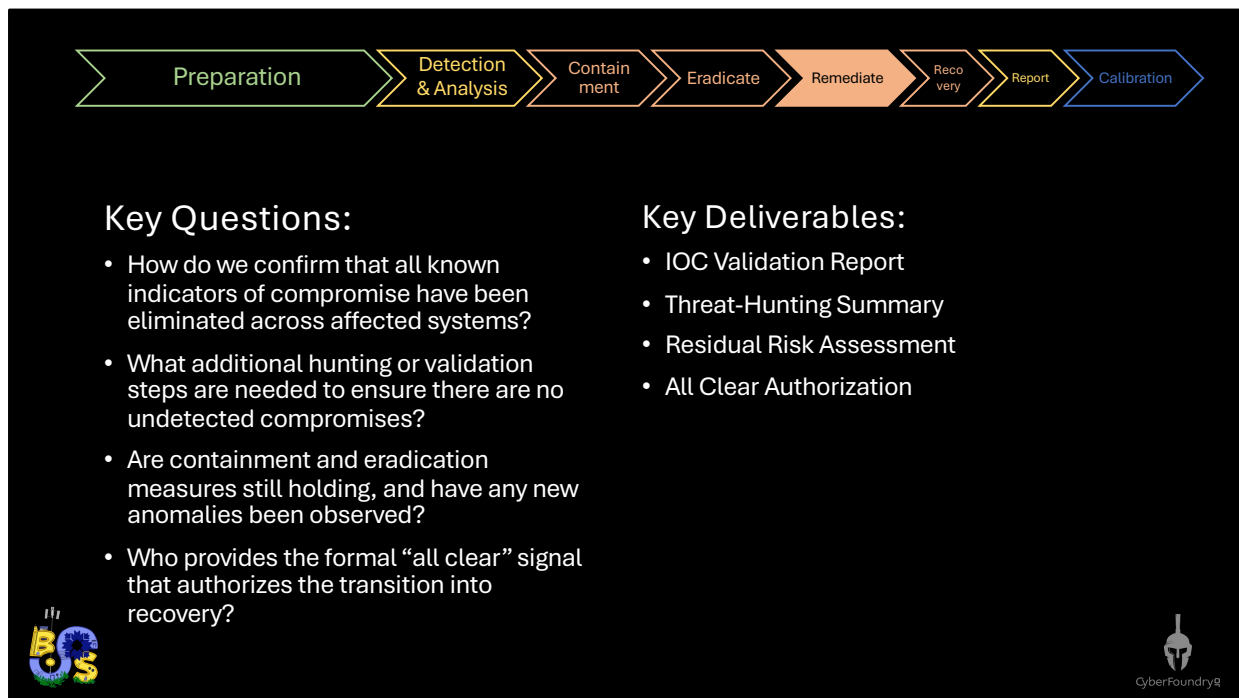 Preparation
Detection
& Analysis
Contain
ment
Eradicate
Remediate
Reco
very
Report
Calibration
Key Questions:
• How do we confirm that all known
indicators of compromise have been
eliminated across affected systems?
• What additional hunting or validation
steps are needed to ensure there are no
undetected compromises?
• Are containment and eradication
measures still holding, and have any new
anomalies been observed?
• Who provides the formal “all clear” signal
that authorizes the transition into
recovery?
Key Deliverables:
• IOC Validation Report
• Threat-Hunting Summary
• Residual Risk Assessment
• All Clear Authorization
CyberFoundry